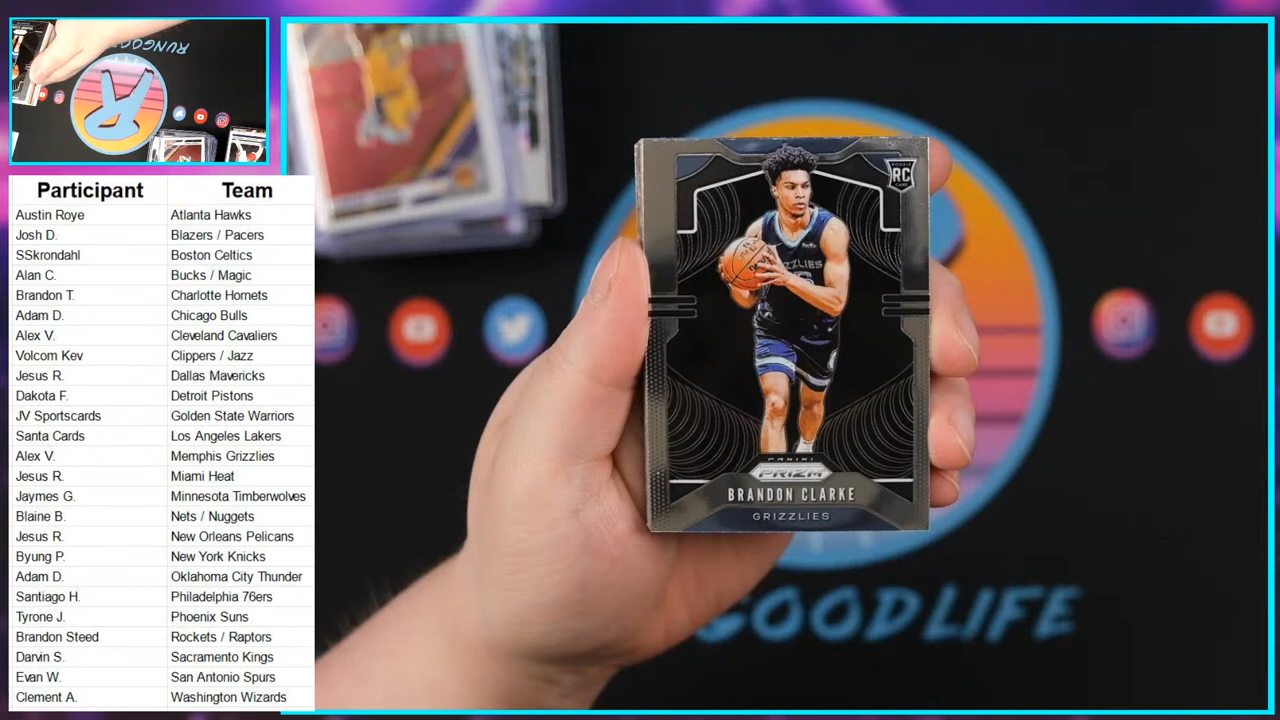 RUNGOODL
Participant Team
Austin Roye Atlanta Hawks
Josh D. Blazers / Pacers
SSkrondahl Boston Celtics
Alan C. Bucks / Magic
Brandon T. Charlotte Hornets
Adam D. Chicago Bulls
Alex V. Cleveland Cavaliers
Volcom Kev Clippers / Jazz
Jesus R. Dallas Mavericks
Dakota F. Detroit Pistons
JV Sportscards Golden State Warriors
Santa Cards Los Angeles Lakers
Alex V. Memphis Grizzlies
Jesus R. Miami Heat
Jaymes G. Minnesota Timberwolves
Blaine B. Nets / Nuggets
Jesus R. New Orleans Pelicans
Byung P. New York Knicks
Adam D. Oklahoma City Thunder
Santiago H. Philadelphia 76ers
Tyrone J. Phoenix Suns
Brandon Steed Rockets / Raptors
Darvin S. Sacramento Kings
Evan W. San Antonio Spurs
Clement A. Washington Wizards
ROOKIE
RC
CARD
PANINI
PRIZM
BRANDON CLARKE
GRIZZLIES
GOODLIFE